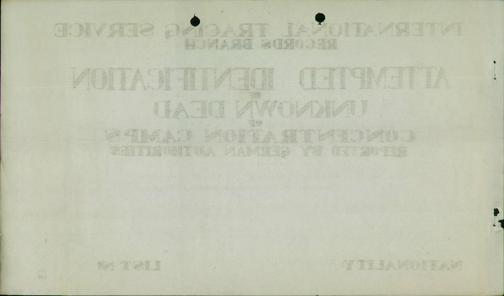 INTERNATIONAL TRACING SERVICE
RECORDS BRANCH
ATTEMPTED IDENTIFICATION
OF
UNKNOWN DEAD
OF
CONCENTRATION CAMPS
REPORTED BY GERMAN AUTHORITIES
NATIONALITY
LIST №